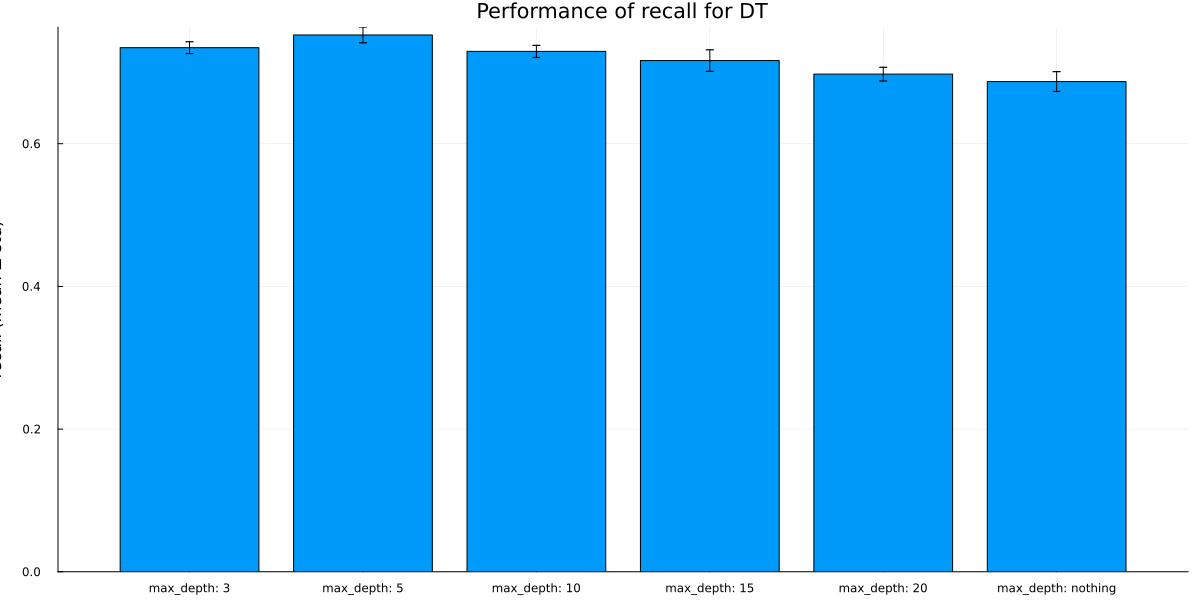 Performance of recall for DT
0.6
0.4
0.2
0.0
max_depth: 3
max_depth: 5
max_depth: 10
max_depth: 15
max_depth: 20
max_depth: nothing